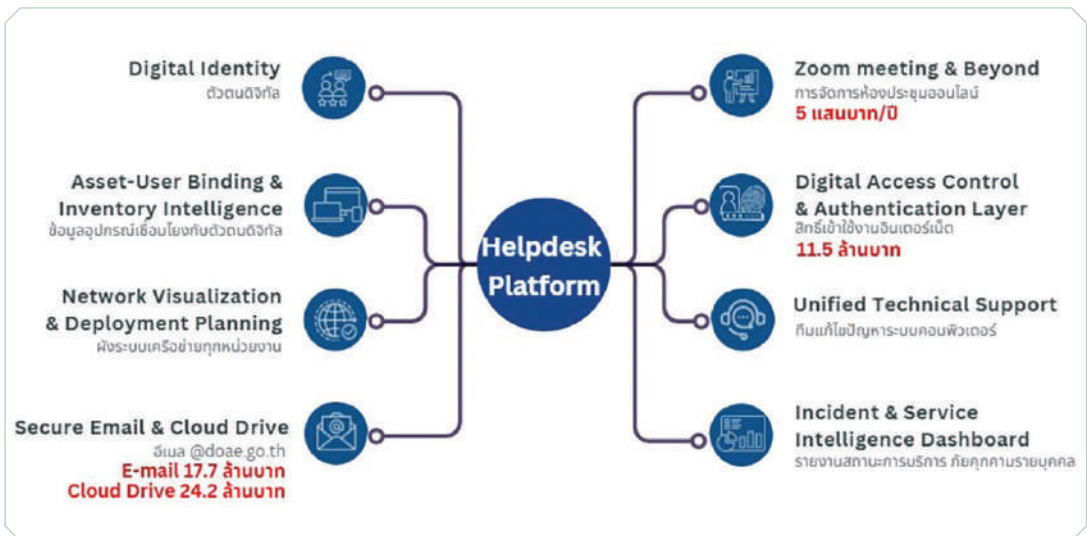 Digital Identity
ตัวตนดิจิทัล
Asset-User Binding &
Inventory Intelligence
ข้อมูลอุปกรณ์เชื่อมโยงกับตัวตนดิจิทัล
Network Visualization
& Deployment Planning
ผังระบบเครือข่ายทุกหน่วยงาน
Secure Email & Cloud Drive
อีเมล @doae.go.th
E-mail 17.7 ล้านบาท
Cloud Drive 24.2 ล้านบาท
Helpdesk
Platform
Zoom meeting & Beyond
การจัดการห้องประชุมออนไลน์
5 แสนบาท/ปี
Digital Access Control
& Authentication Layer
สิทธิ์เข้าใช้งานอินเตอร์เน็ต
11.5 ล้านบาท
Unified Technical Support
ทีมแก้ไขปัญหาระบบคอมพิวเตอร์
Incident & Service
Intelligence Dashboard
รายงานสถานะการบริการ ภัยคุกคามรายบุคคล